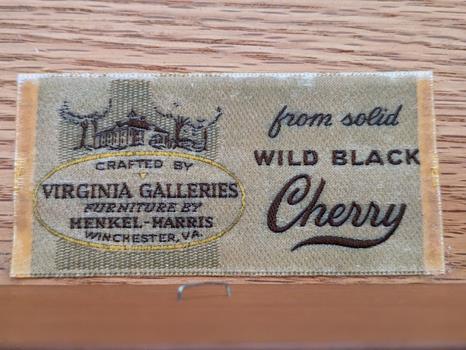 CRAFTED BY
VIRGINIA GALLERIES
FURNITURE BY
HENKEL-HARRIS
WINCHESTER, VA.
from solid
WILD BLACK
Cherry